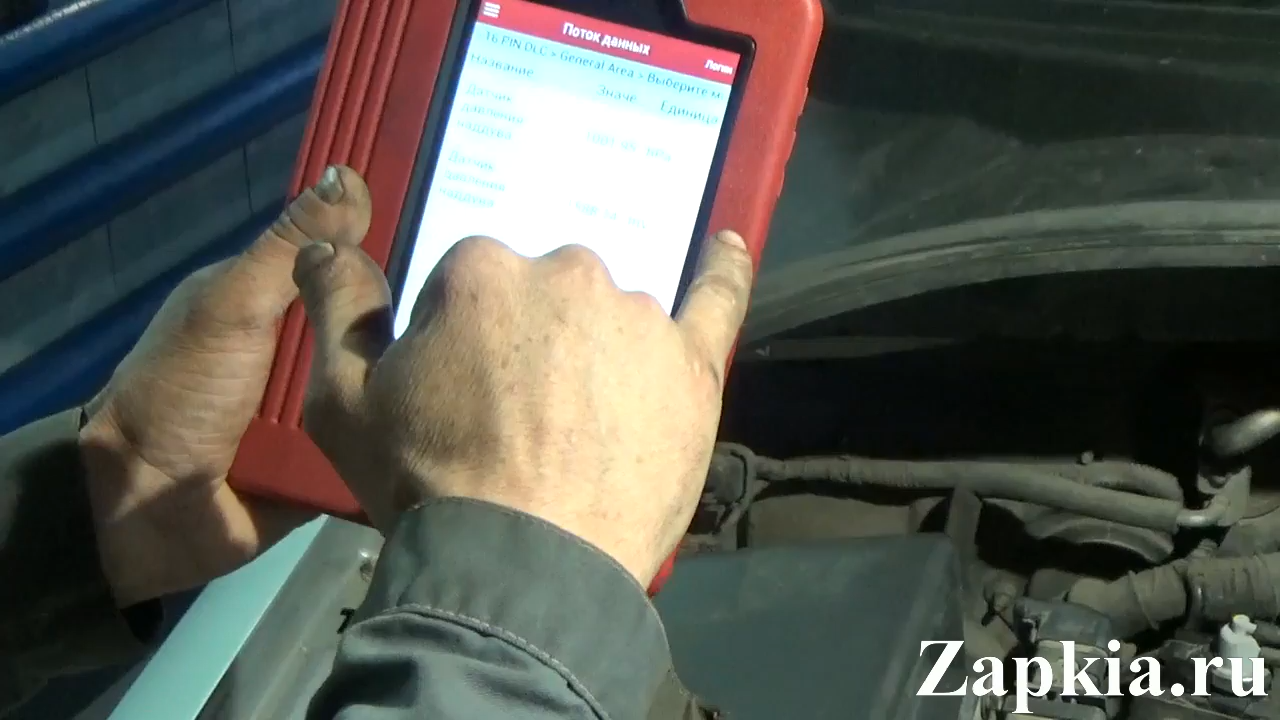 Поток данных
Логин
16 PIN DLC > General Area > Выберите м
Название
Значе
Единица
Датчик
давления
наддува
Датчик
давления
наддува
Zapkia.ru